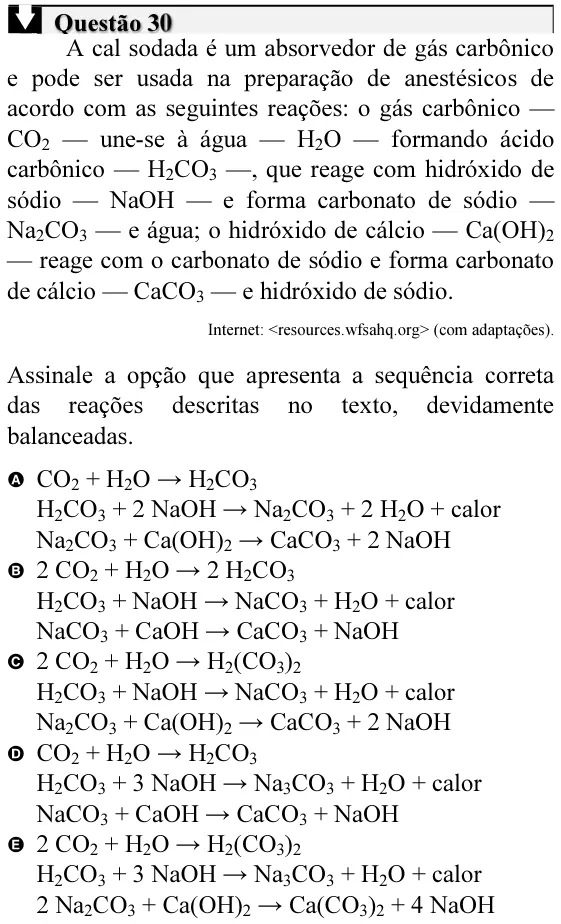 Questão 30
A cal sodada é um absorvedor de gás carbônico
e pode ser usada na preparação de anestésicos de
acordo com as seguintes reações: o gás carbônico —
CO₂ — une-se à água — H₂O — formando ácido
carbônico — H₂CO₃ —, que reage com hidróxido de
sódio — NaOH — e forma carbonato de sódio —
Na₂CO₃ — e água; o hidróxido de cálcio — Ca(OH)₂
— reage com o carbonato de sódio e forma carbonato
de cálcio — CaCO₃ — e hidróxido de sódio.
Internet: <resources.wfsahq.org> (com adaptações).
Assinale a opção que apresenta a sequência correta
das reações descritas no texto, devidamente
balanceadas.
A CO₂ + H₂O → H₂CO₃
H₂CO₃ + 2 NaOH → Na₂CO₃ + 2 H₂O + calor
Na₂CO₃ + Ca(OH)₂ → CaCO₃ + 2 NaOH
B 2 CO₂ + H₂O → 2 H₂CO₃
H₂CO₃ + NaOH → NaCO₃ + H₂O + calor
NaCO₃ + CaOH → CaCO₃ + NaOH
C 2 CO₂ + H₂O → H₂(CO₃)₂
H₂CO₃ + NaOH → NaCO₃ + H₂O + calor
Na₂CO₃ + Ca(OH)₂ → CaCO₃ + 2 NaOH
D CO₂ + H₂O → H₂CO₃
H₂CO₃ + 3 NaOH → Na₃CO₃ + H₂O + calor
NaCO₃ + CaOH → CaCO₃ + NaOH
E 2 CO₂ + H₂O → H₂(CO₃)₂
H₂CO₃ + 3 NaOH → Na₃CO₃ + H₂O + calor
2 Na₂CO₃ + Ca(OH)₂ → Ca(CO₃)₂ + 4 NaOH